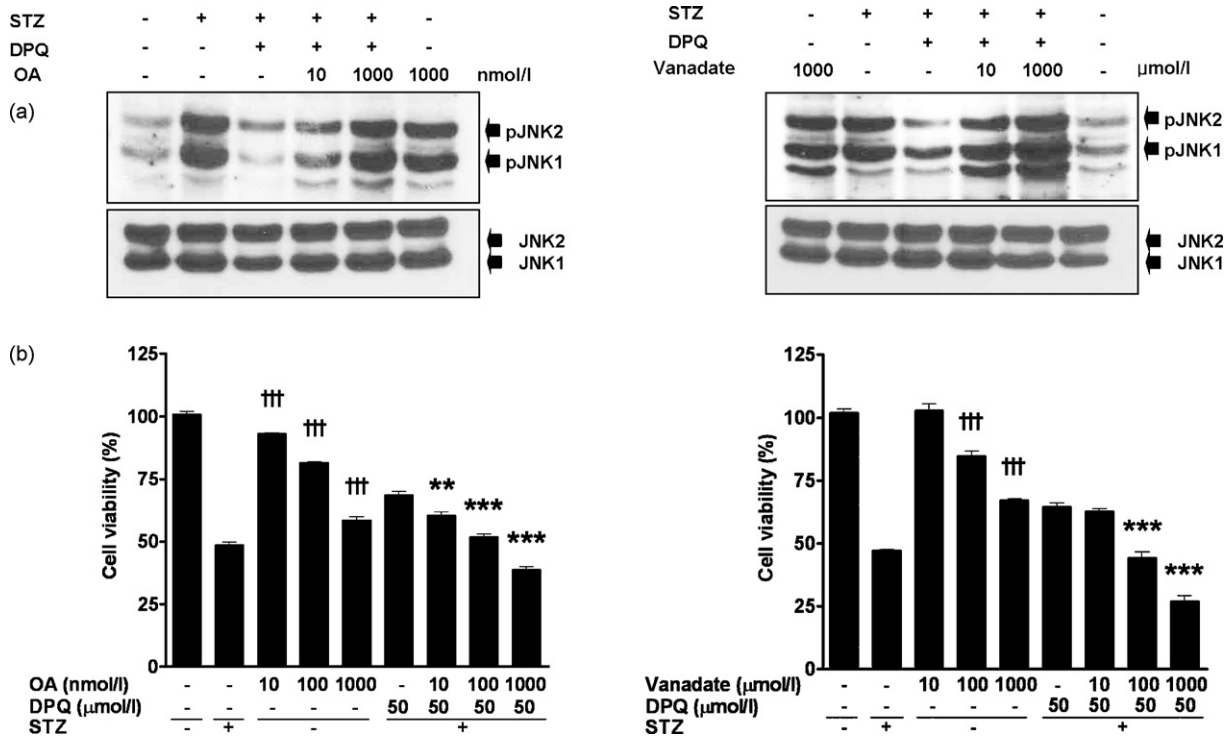 STZ - + + + + -
DPQ - - + + + -
OA - - - 10 1000 1000 nmol/l
(a)
pJNK2
pJNK1
JNK2
JNK1
STZ - + + + + -
DPQ - - + + + -
Vanadate 1000 - - 10 1000 - μmol/l
pJNK2
pJNK1
JNK2
JNK1
(b)
125
100
75
50
25
0
Cell viability (%)
††† ††† ††† ** *** ***
OA (nmol/l) - - 10 100 1000 - 10 100 1000
DPQ (μmol/l) 50 50 50 50
STZ - + - +
125
100
75
50
25
0
Cell viability (%)
††† ††† *** ***
Vanadate (μmol/l) - - 10 100 1000 - 10 100 1000
DPQ (μmol/l) 50 50 50 50
STZ - + - +